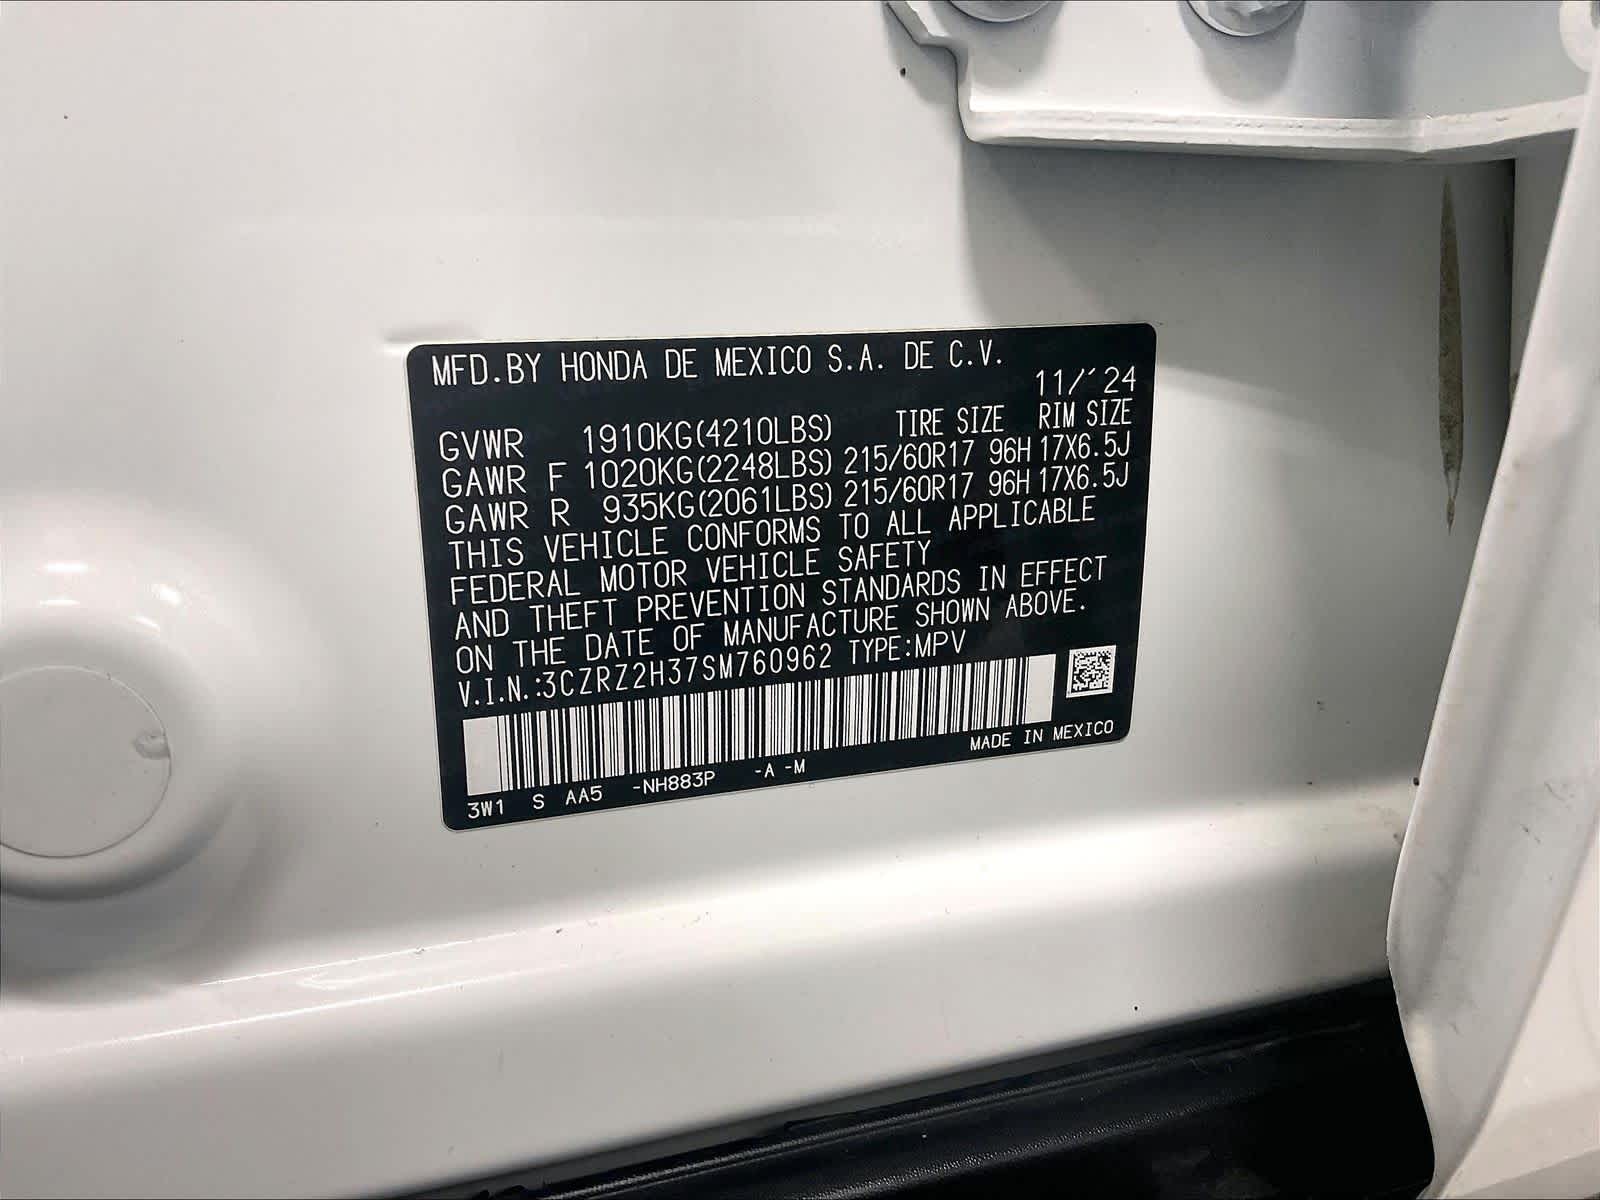 MFD.BY HONDA DE MEXICO S.A. DE C.V.
11/´24
GVWR 1910KG(4210LBS) TIRE SIZE RIM SIZE
GAWR F 1020KG(2248LBS) 215/60R17 96H 17X6.5J
GAWR R 935KG(2061LBS) 215/60R17 96H 17X6.5J
THIS VEHICLE CONFORMS TO ALL APPLICABLE
FEDERAL MOTOR VEHICLE SAFETY
AND THEFT PREVENTION STANDARDS IN EFFECT
ON THE DATE OF MANUFACTURE SHOWN ABOVE.
V.I.N.:3CZRZ2H37SM760962 TYPE:MPV
MADE IN MEXICO
3W1 S AA5 -NH883P -A -M